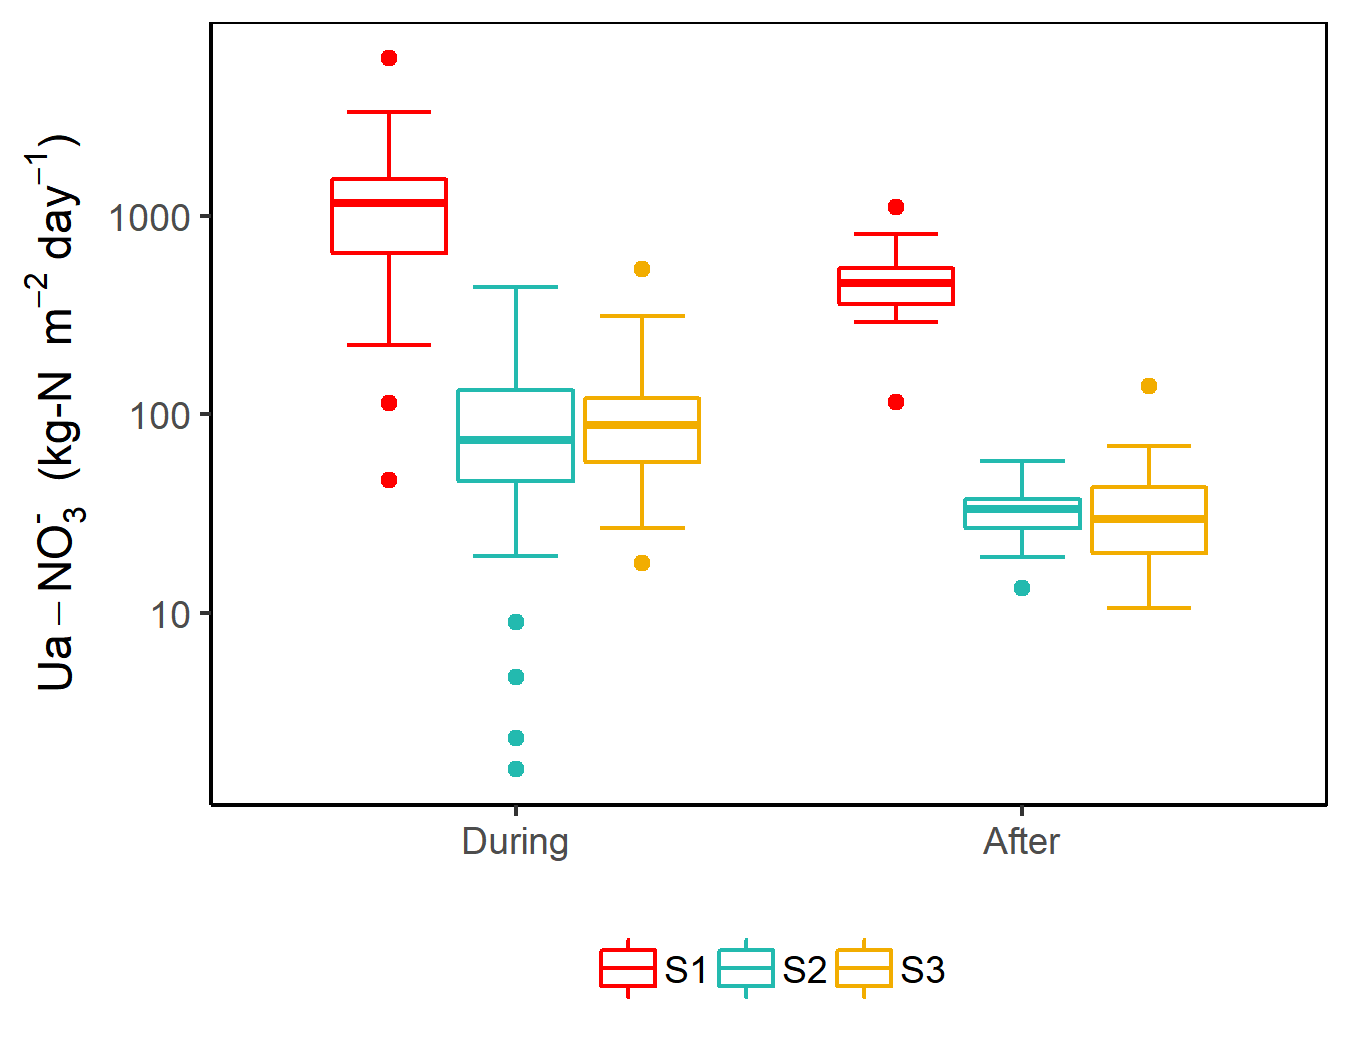 Ua − NO₃⁻ (kg-N m⁻² day⁻¹)
1000
100
10
During
After
S1 S2 S3